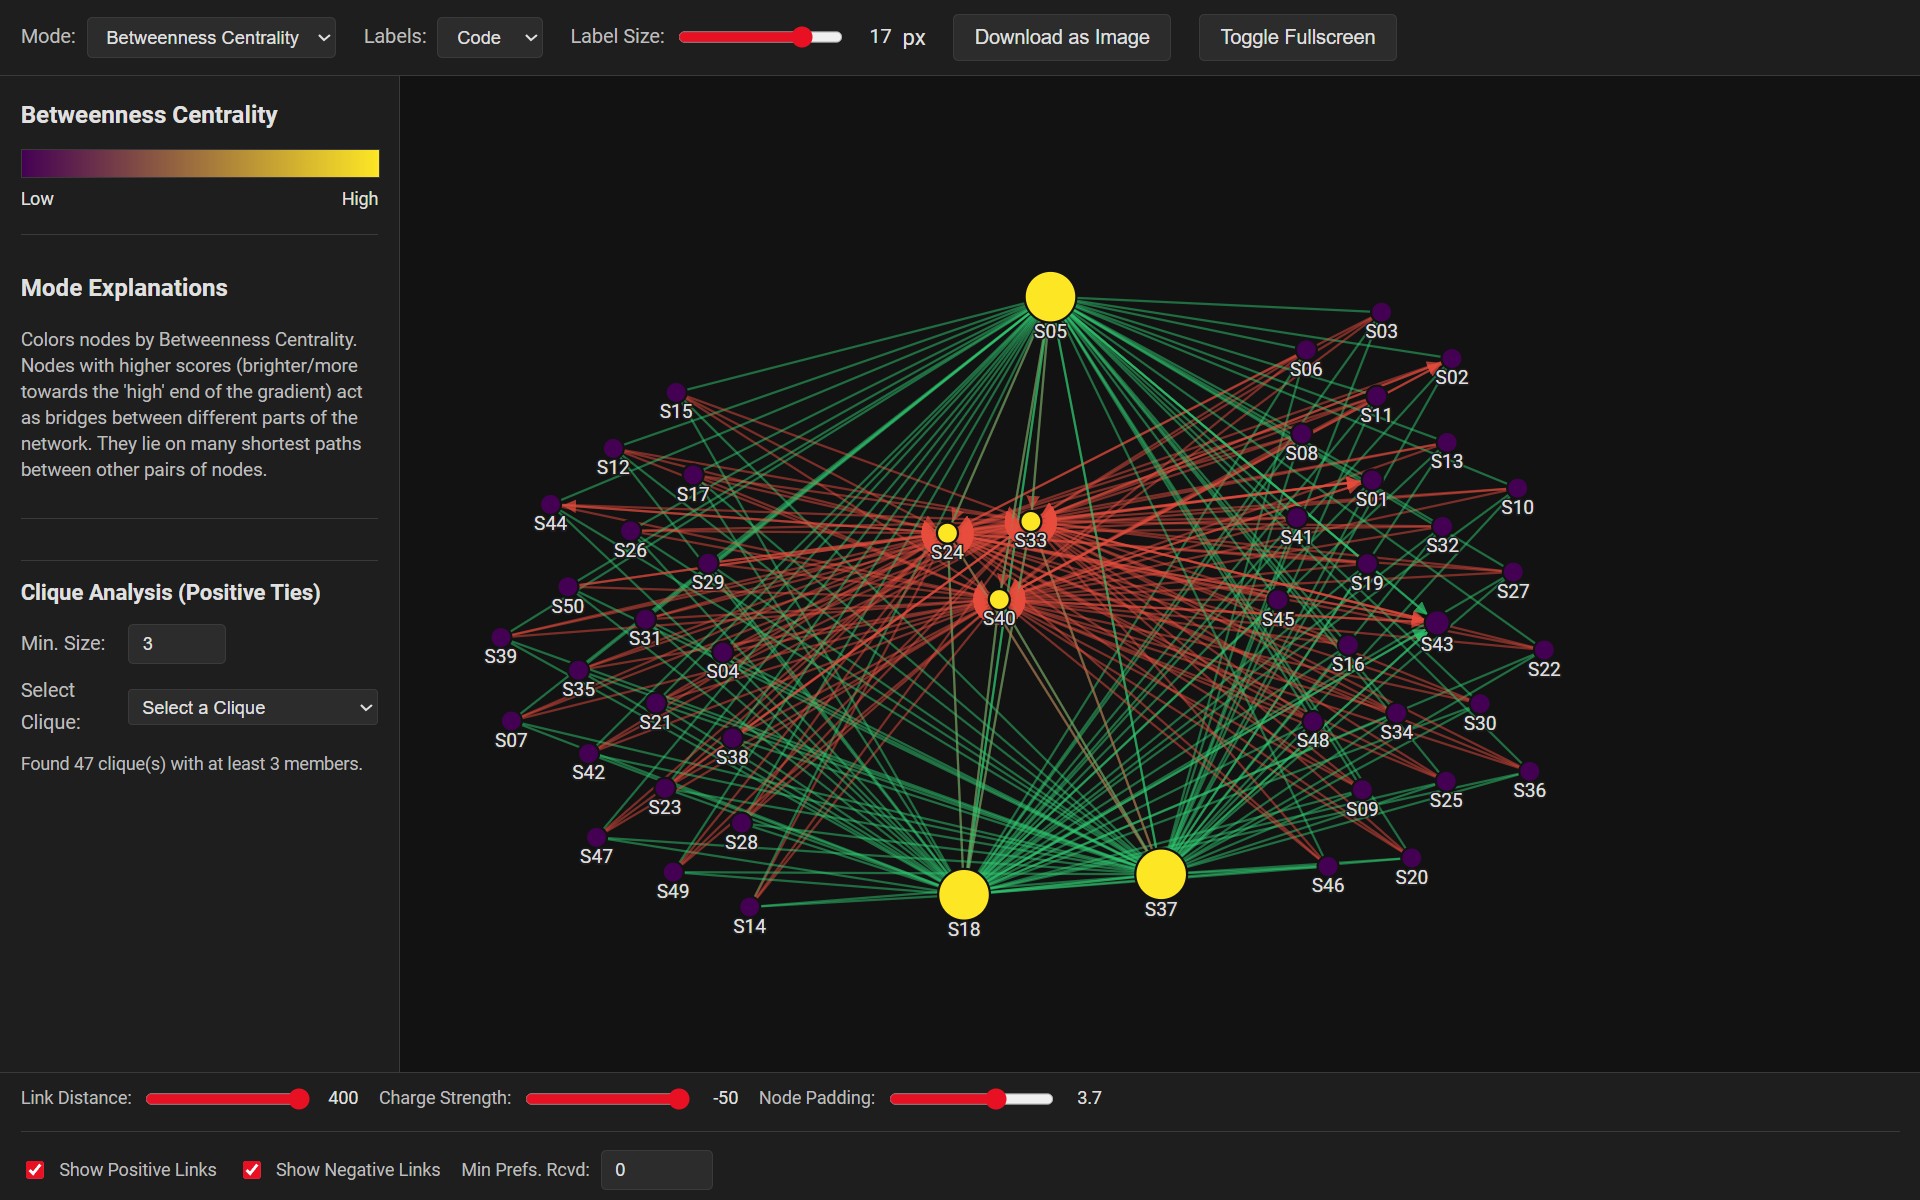 Mode: Betweenness Centrality Labels: Code Label Size: 17 px Download as Image Toggle Fullscreen
Betweenness Centrality
Low High
Mode Explanations
Colors nodes by Betweenness Centrality.
Nodes with higher scores (brighter/more
towards the 'high' end of the gradient) act
as bridges between different parts of the
network. They lie on many shortest paths
between other pairs of nodes.
Clique Analysis (Positive Ties)
Min. Size: 3
Select
Clique:
Select a Clique
Found 47 clique(s) with at least 3 members.
S05
S03
S06
S02
S15
S11
S08
S13
S12
S17
S01
S10
S44
S26
S24
S33
S41
S32
S29
S19
S27
S50
S40
S45
S31
S43
S39
S04
S16
S22
S35
S21
S30
S07
S34
S48
S38
S42
S36
S25
S23
S09
S28
S47
S20
S46
S49
S37
S14
S18
Link Distance: 400 Charge Strength: -50 Node Padding: 3.7
Show Positive Links Show Negative Links Min Prefs. Rcvd: 0